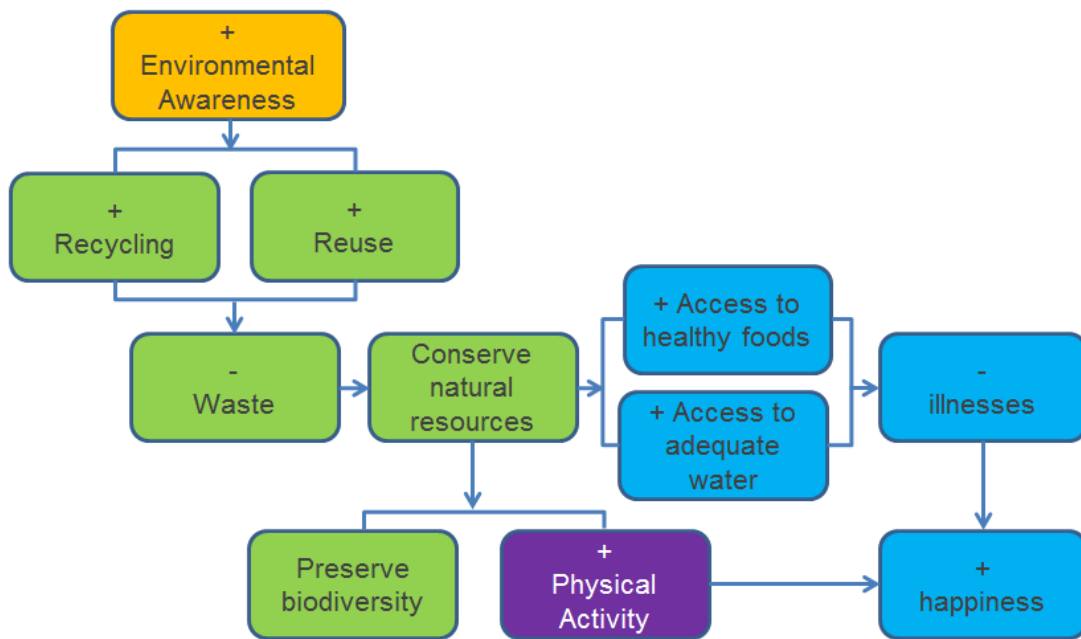 +
Environmental
Awareness
+
Recycling
+
Reuse
-
Waste
Conserve
natural
resources
+ Access to
healthy foods
+ Access to
adequate
water
-
illnesses
Preserve
biodiversity
+
Physical
Activity
+
happiness